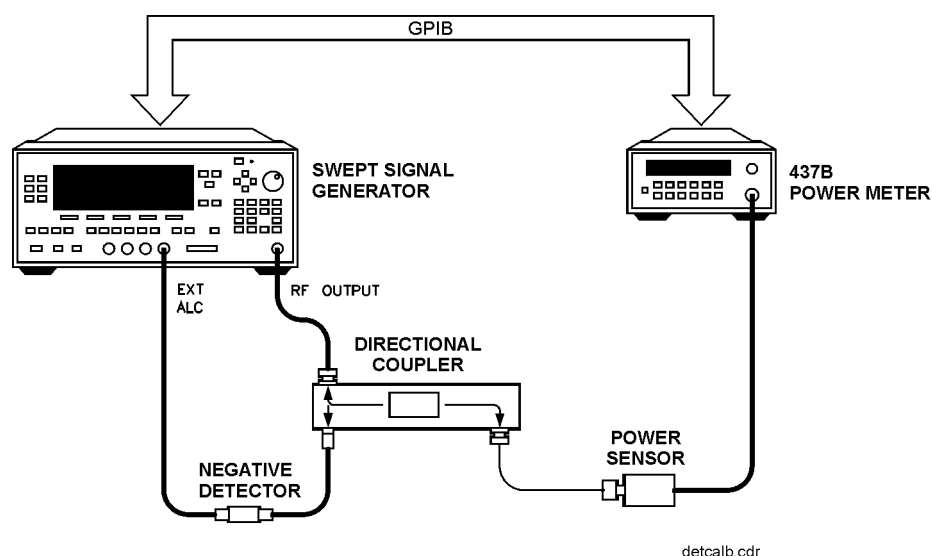 GPIB
SWEPT SIGNAL
GENERATOR
437B
POWER METER
EXT
ALC
RF OUTPUT
DIRECTIONAL
COUPLER
POWER
SENSOR
NEGATIVE
DETECTOR
detcalb.cdr